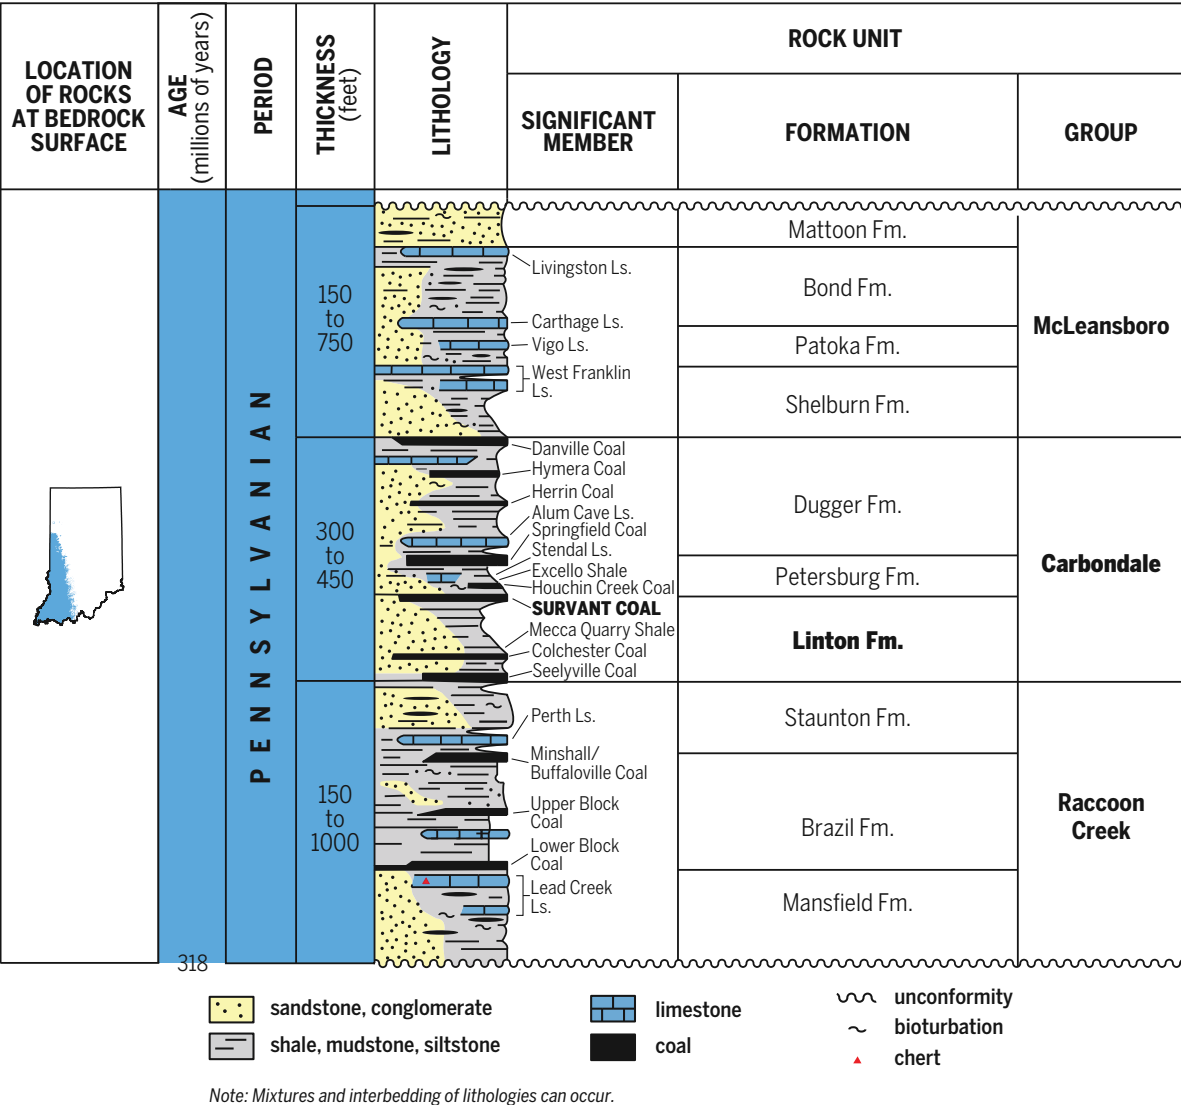 LOCATION
OF ROCKS
AT BEDROCK
SURFACE
AGE
(millions of years)
PERIOD
THICKNESS
(feet)
LITHOLOGY
ROCK UNIT
SIGNIFICANT
MEMBER
FORMATION
GROUP
318
PENNSYLVANIAN
150
to
750
300
to
450
150
to
1000
Livingston Ls.
Carthage Ls.
Vigo Ls.
West Franklin
Ls.
Danville Coal
Hymera Coal
Herrin Coal
Alum Cave Ls.
Springfield Coal
Stendal Ls.
Excello Shale
Houchin Creek Coal
SURVANT COAL
Mecca Quarry Shale
Colchester Coal
Seelyville Coal
Perth Ls.
Minshall/
Buffaloville Coal
Upper Block
Coal
Lower Block
Coal
Lead Creek
Ls.
Mattoon Fm.
Bond Fm.
Patoka Fm.
Shelburn Fm.
Dugger Fm.
Petersburg Fm.
Linton Fm.
Staunton Fm.
Brazil Fm.
Mansfield Fm.
McLeansboro
Carbondale
Raccoon
Creek
sandstone, conglomerate
shale, mudstone, siltstone
limestone
coal
unconformity
bioturbation
chert
Note: Mixtures and interbedding of lithologies can occur.